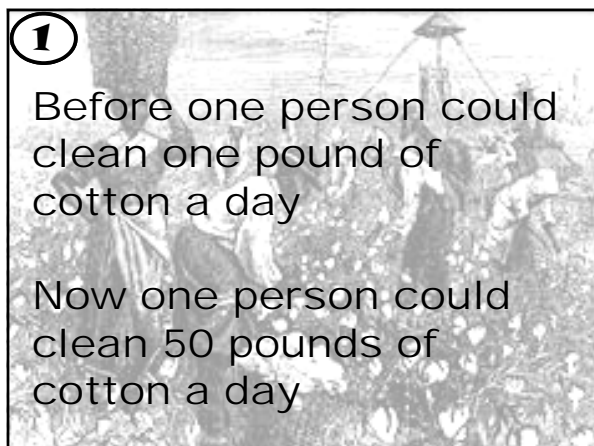 1
Before one person could
clean one pound of
cotton a day
Now one person could
clean 50 pounds of
cotton a day